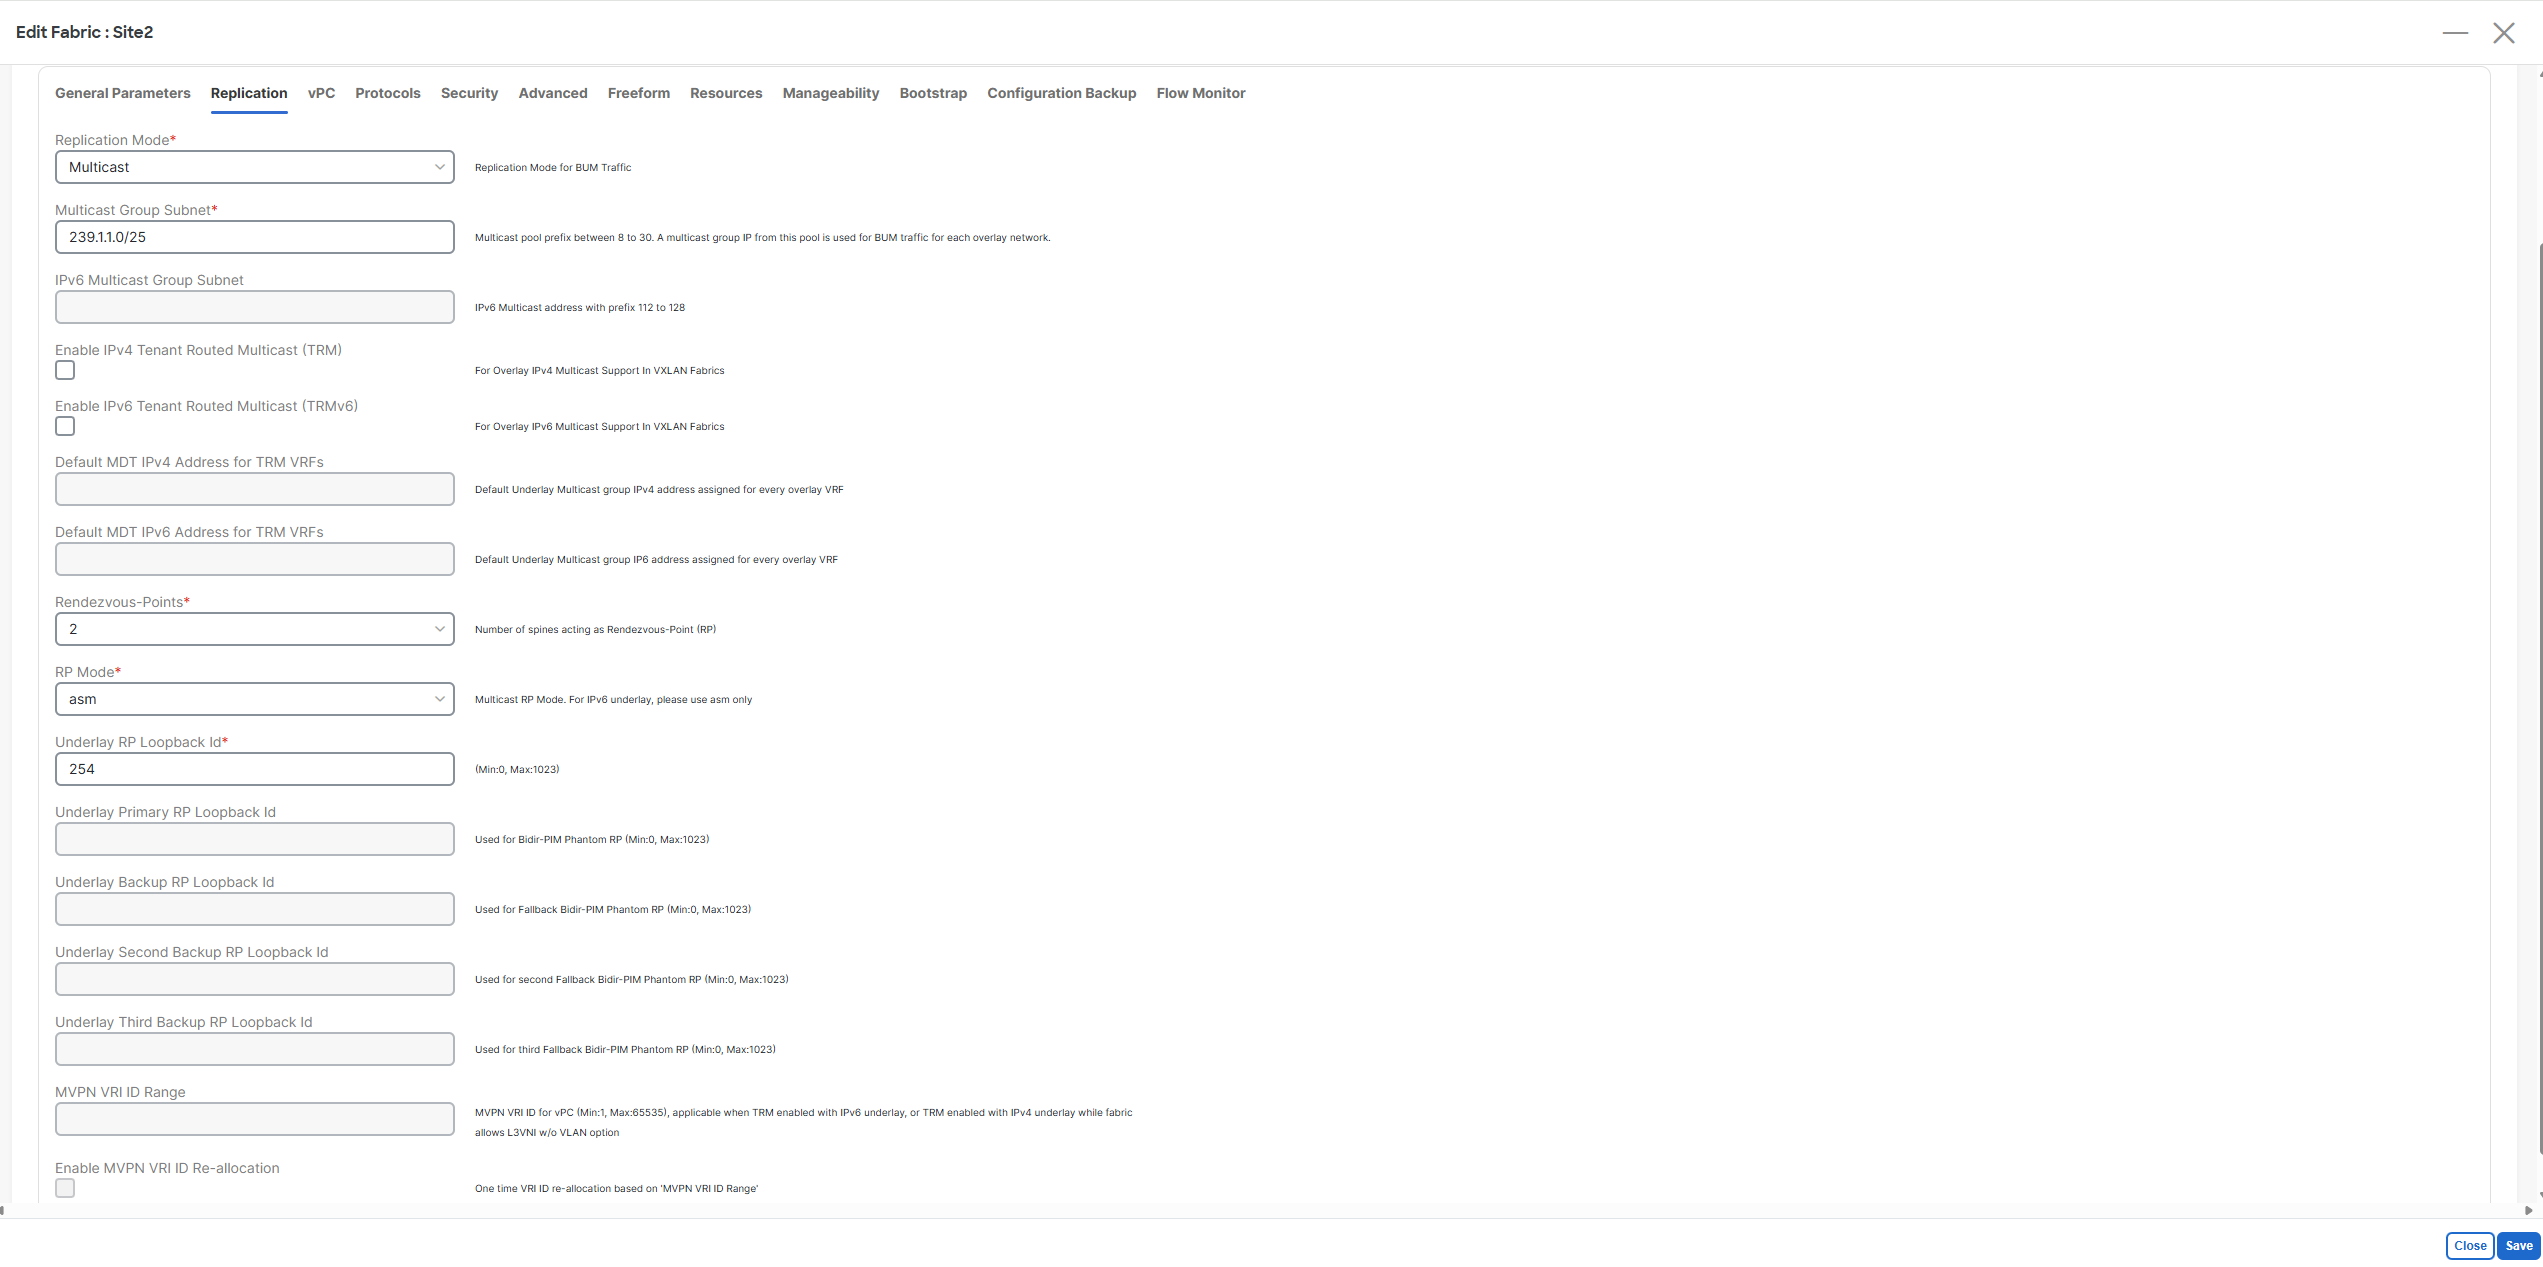 Edit Fabric : Site2
General Parameters Replication vPC Protocols Security Advanced Freeform Resources Manageability Bootstrap Configuration Backup Flow Monitor
Replication Mode*
Multicast
Replication Mode for BUM Traffic
Multicast Group Subnet*
239.1.1.0/25
Multicast pool prefix between 8 to 30. A multicast group IP from this pool is used for BUM traffic for each overlay network.
IPv6 Multicast Group Subnet
IPv6 Multicast address with prefix 112 to 128
Enable IPv4 Tenant Routed Multicast (TRM)
For Overlay IPv4 Multicast Support In VXLAN Fabrics
Enable IPv6 Tenant Routed Multicast (TRMv6)
For Overlay IPv6 Multicast Support In VXLAN Fabrics
Default MDT IPv4 Address for TRM VRFs
Default Underlay Multicast group IPv4 address assigned for every overlay VRF
Default MDT IPv6 Address for TRM VRFs
Default Underlay Multicast group IP6 address assigned for every overlay VRF
Rendezvous-Points*
2
Number of spines acting as Rendezvous-Point (RP)
RP Mode*
asm
Multicast RP Mode. For IPv6 underlay, please use asm only
Underlay RP Loopback Id*
254
(Min:0, Max:1023)
Underlay Primary RP Loopback Id
Used for Bidir-PIM Phantom RP (Min:0, Max:1023)
Underlay Backup RP Loopback Id
Used for Fallback Bidir-PIM Phantom RP (Min:0, Max:1023)
Underlay Second Backup RP Loopback Id
Used for second Fallback Bidir-PIM Phantom RP (Min:0, Max:1023)
Underlay Third Backup RP Loopback Id
Used for third Fallback Bidir-PIM Phantom RP (Min:0, Max:1023)
MVPN VRI ID Range
MVPN VRI ID for vPC (Min:1, Max:65535), applicable when TRM enabled with IPv6 underlay, or TRM enabled with IPv4 underlay while fabric
allows L3VNI w/o VLAN option
Enable MVPN VRI ID Re-allocation
One time VRI ID re-allocation based on 'MVPN VRI ID Range'
Close Save